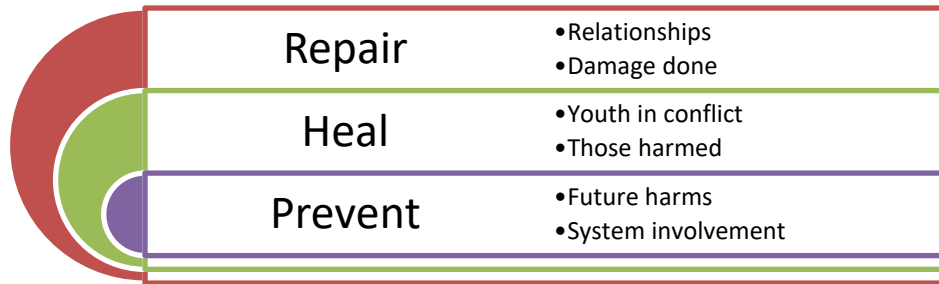 Repair
•Relationships
•Damage done
Heal
•Youth in conflict
•Those harmed
Prevent
•Future harms
•System involvement